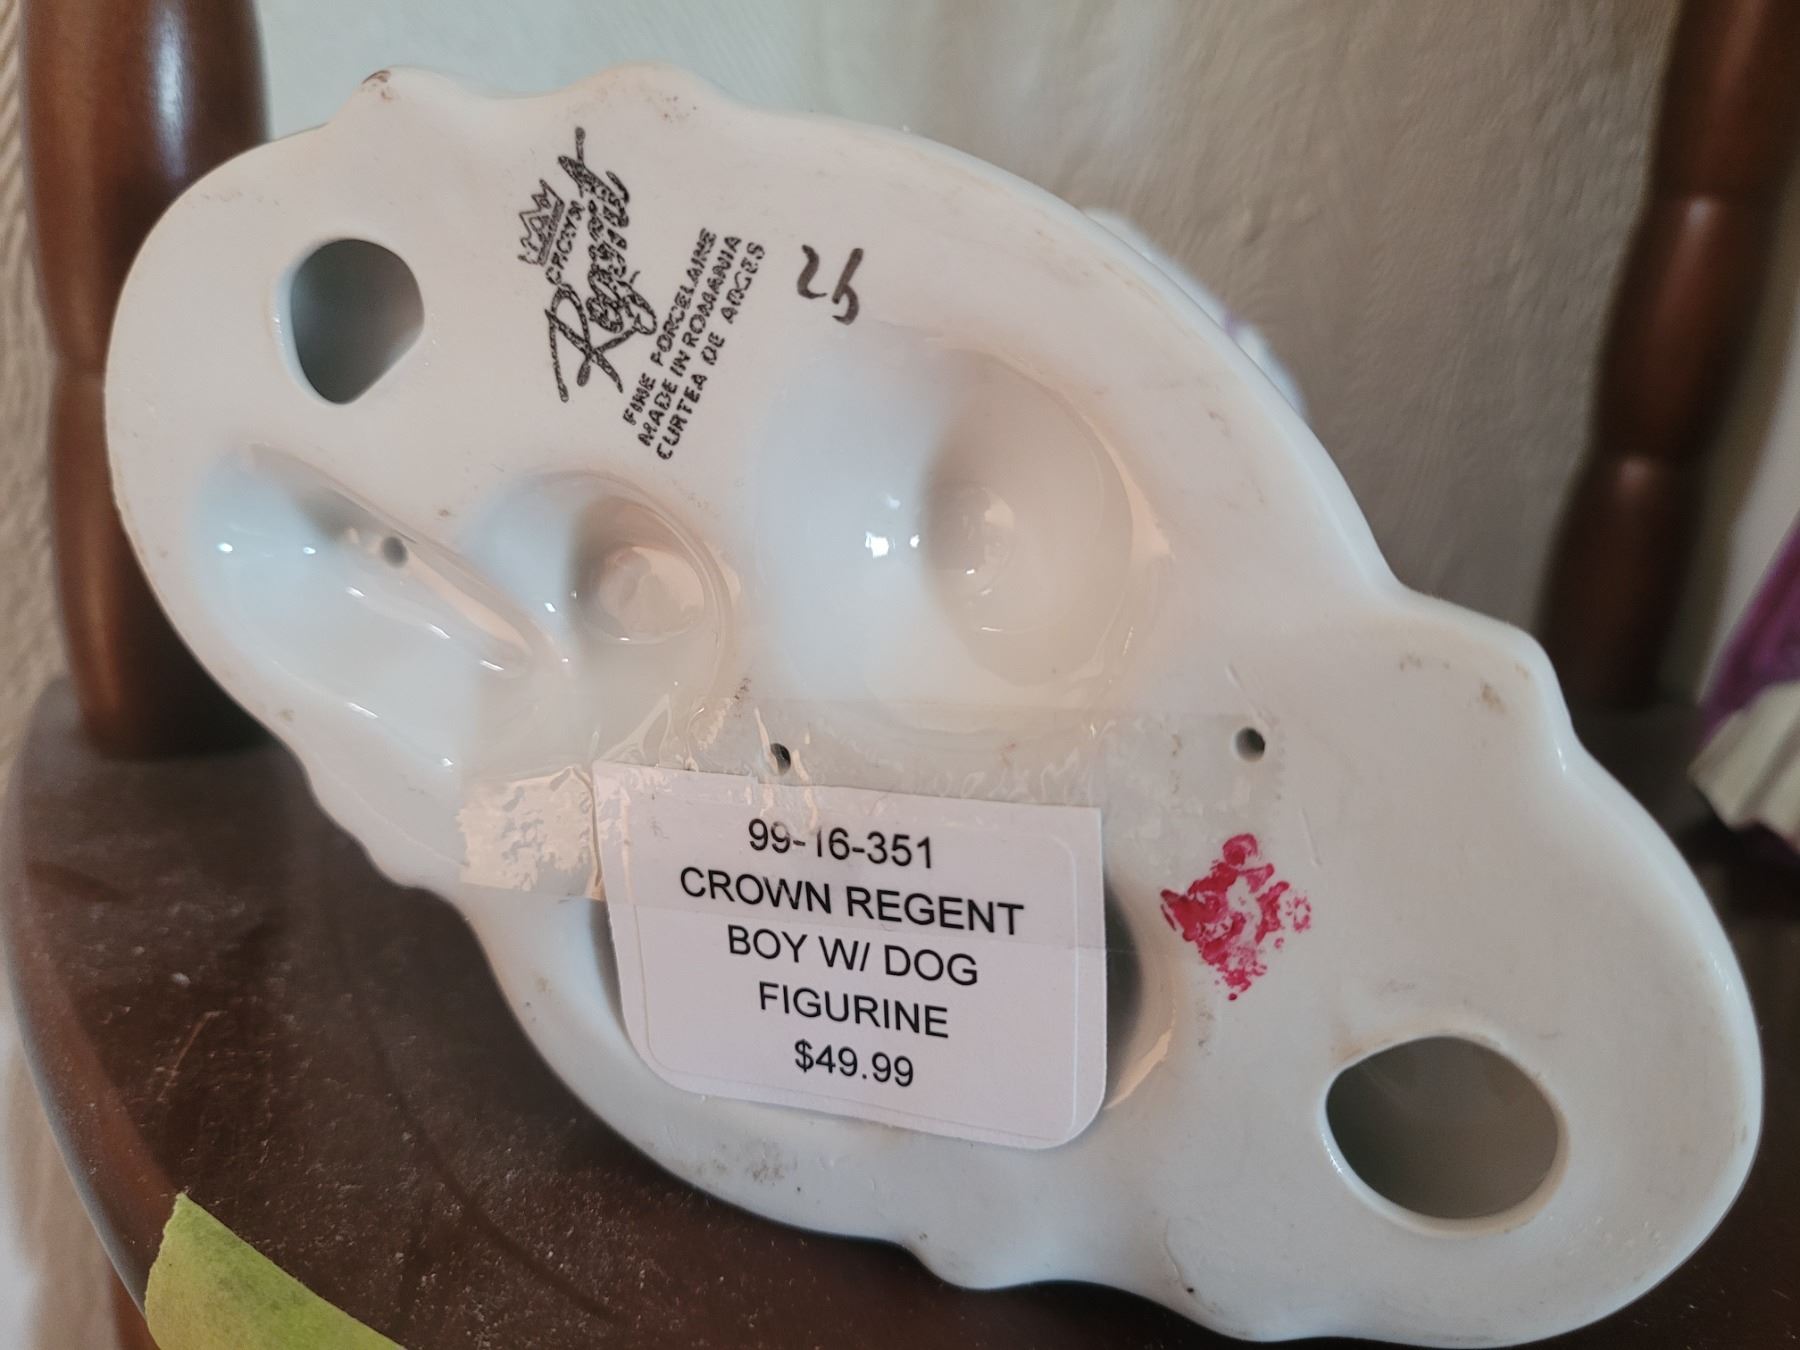 CROWN
Regent
FINE PORCELAINE
MADE IN ROMANIA
CURTEA DE ARGES
25
99-16-351
CROWN REGENT
BOY W/ DOG
FIGURINE
$49.99